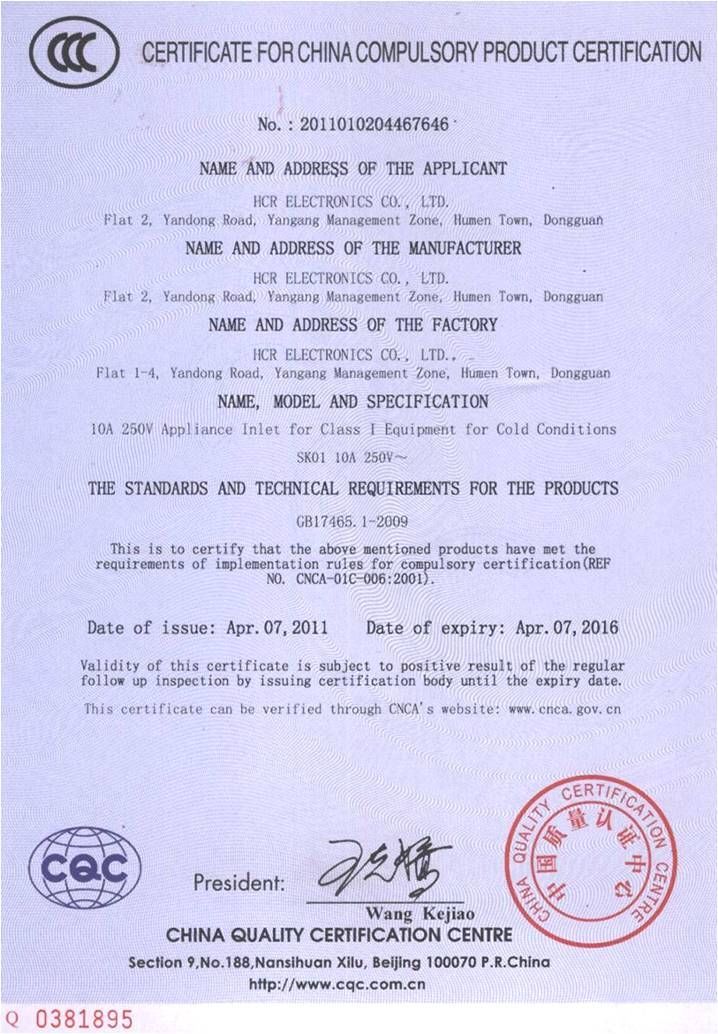 CCC CERTIFICATE FOR CHINA COMPULSORY PRODUCT CERTIFICATION
No. : 2011010204467646
NAME AND ADDRESS OF THE APPLICANT
HCR ELECTRONICS CO., LTD.
Flat 2, Yandong Road, Yangang Management Zone, Humen Town, Dongguan
NAME AND ADDRESS OF THE MANUFACTURER
HCR ELECTRONICS CO., LTD.
Flat 2, Yandong Road, Yangang Management Zone, Humen Town, Dongguan
NAME AND ADDRESS OF THE FACTORY
HCR ELECTRONICS CO., LTD..
Flat 1-4, Yandong Road, Yangang Management Zone, Humen Town, Dongguan
NAME, MODEL AND SPECIFICATION
10A 250V Appliance Inlet for Class I Equipment for Cold Conditions
SK01 10A 250V~
THE STANDARDS AND TECHNICAL REQUIREMENTS FOR THE PRODUCTS
GB17465.1-2009
This is to certify that the above mentioned products have met the
requirements of implementation rules for compulsory certification(REF
NO. CNCA-01C-006:2001).
Date of issue: Apr.07,2011 Date of expiry: Apr.07,2016
Validity of this certificate is subject to positive result of the regular
follow up inspection by issuing certification body until the expiry date.
This certificate can be verified through CNCA's website: www.cnca.gov.cn
CHINA QUALITY CERTIFICATION CENTRE
中国质量认证中心
CQC
President:
Wang Kejiao
CHINA QUALITY CERTIFICATION CENTRE
Section 9,No.188,Nansihuan Xilu, Beijing 100070 P.R.China
http://www.cqc.com.cn
Q 0381895